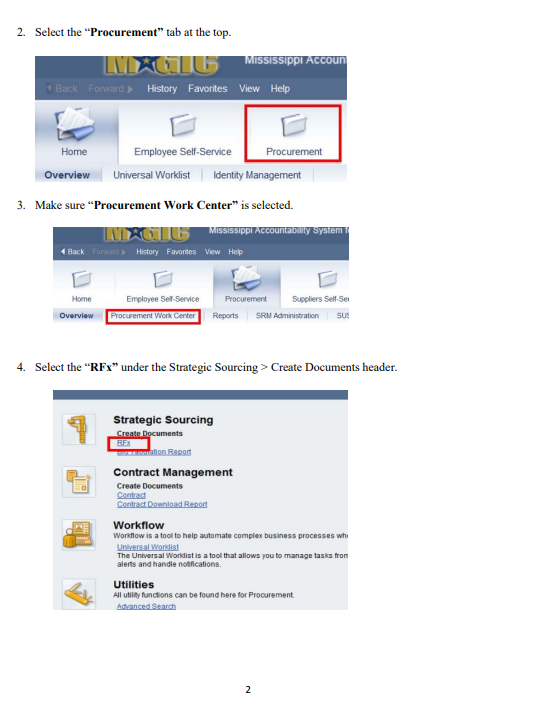 2. Select the “Procurement” tab at the top.
MAGIC
Mississippi Account
Back Forward History Favorites View Help
Home Employee Self-Service Procurement
Overview Universal Worklist Identity Management
3. Make sure “Procurement Work Center” is selected.
MAGIC
Mississippi Accountability System f
Back Forward History Favorites View Help
Home Employee Self-Service Procurement Suppliers Self-Ser
Overview Procurement Work Center Reports SRM Administration SUS
4. Select the “RFx” under the Strategic Sourcing > Create Documents header.
Strategic Sourcing
Create Documents
RFx
Bid Tabulation Report
Contract Management
Create Documents
Contract
Contract Download Report
Workflow
Workflow is a tool to help automate complex business processes whe
Universal Worklist
The Universal Worklist is a tool that allows you to manage tasks from
alerts and handle notifications.
Utilities
All utility functions can be found here for Procurement.
Advanced Search
2